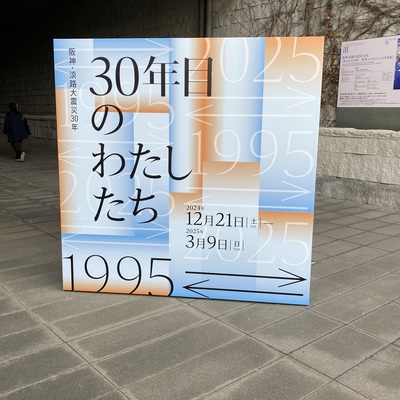 阪神・淡路大震災30年
30年目
の
わたし
たち
2025
1995
2025
2024年
12月21日|土|—
2025年
3月9日|日|
1995